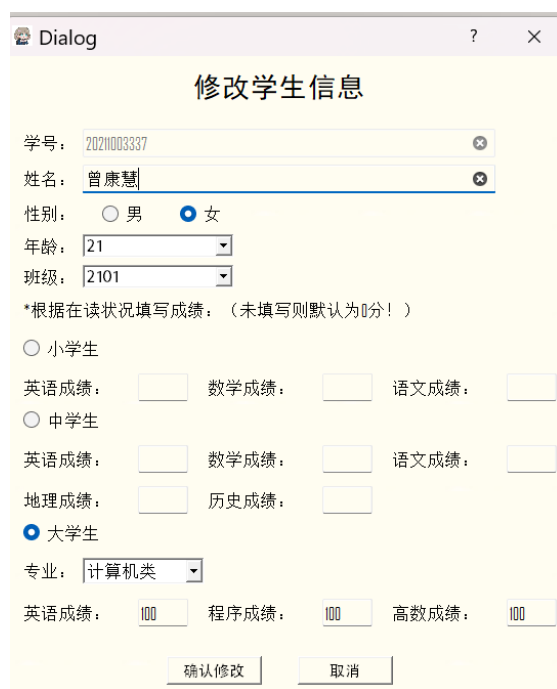 Dialog ?
修改学生信息
学号： 20211003337
姓名： 曾康慧
性别： 男 女
年龄： 21
班级： 2101
*根据在读状况填写成绩：（未填写则默认为0分！）
小学生
英语成绩： 数学成绩： 语文成绩：
中学生
英语成绩： 数学成绩： 语文成绩：
地理成绩： 历史成绩：
大学生
专业： 计算机类
英语成绩： 100 程序成绩： 100 高数成绩： 100
确认修改 取消